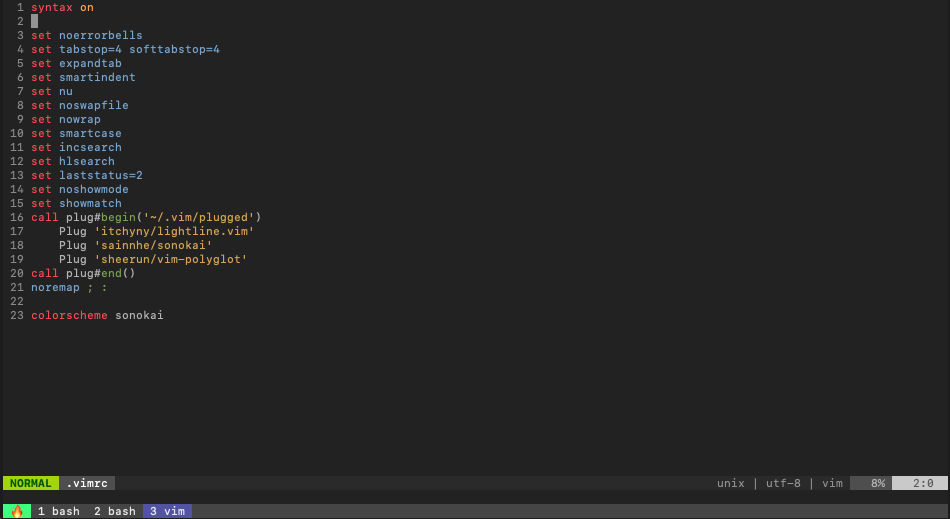 1 syntax on
2
3 set noerrorbells
4 set tabstop=4 softtabstop=4
5 set expandtab
6 set smartindent
7 set nu
8 set noswapfile
9 set nowrap
10 set smartcase
11 set incsearch
12 set hlsearch
13 set laststatus=2
14 set noshowmode
15 set showmatch
16 call plug#begin('~/.vim/plugged')
17     Plug 'itchyny/lightline.vim'
18     Plug 'sainnhe/sonokai'
19     Plug 'sheerun/vim-polyglot'
20 call plug#end()
21 noremap ; :
22
23 colorscheme sonokai
NORMAL .vimrc unix | utf-8 | vim 8% 2:0
🔥 1 bash 2 bash 3 vim